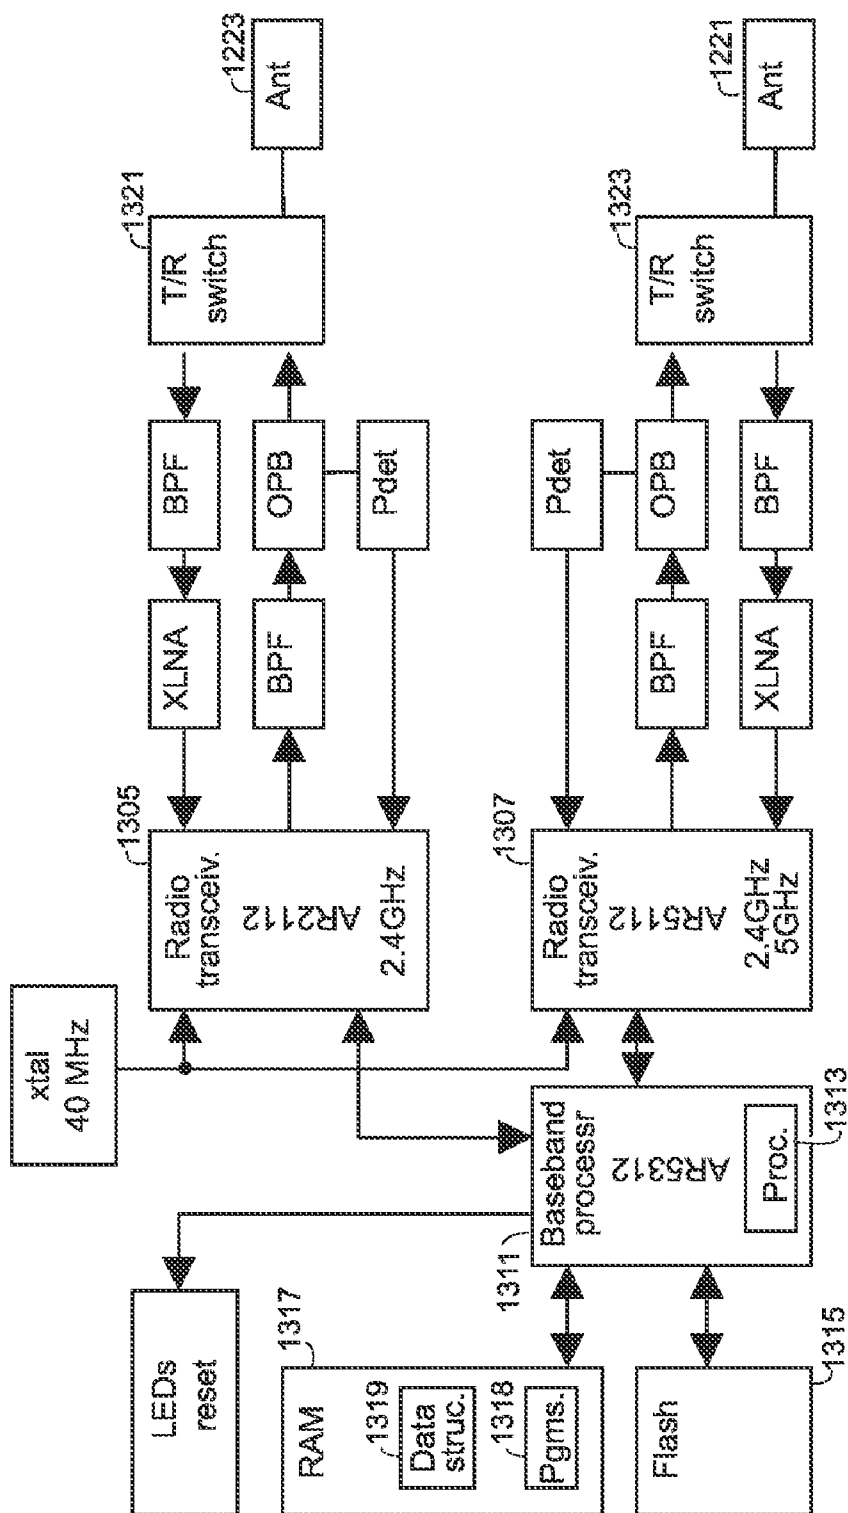 xtal
40 MHz
LEDs
reset
1317
RAM
1319
Data
struc.
1318
Pgms.
Flash
1315
1311
Baseband
processr
AR5312
Proc.
1313
1305
Radio
transceiv.
AR2112
2.4GHz
XLNA
BPF
BPF
OPB
Pdet
1321
T/R
switch
1223
Ant
1307
Radio
transceiv.
AR5112
2.4GHz
5GHz
Pdet
BPF
OPB
XLNA
BPF
1323
T/R
switch
1221
Ant